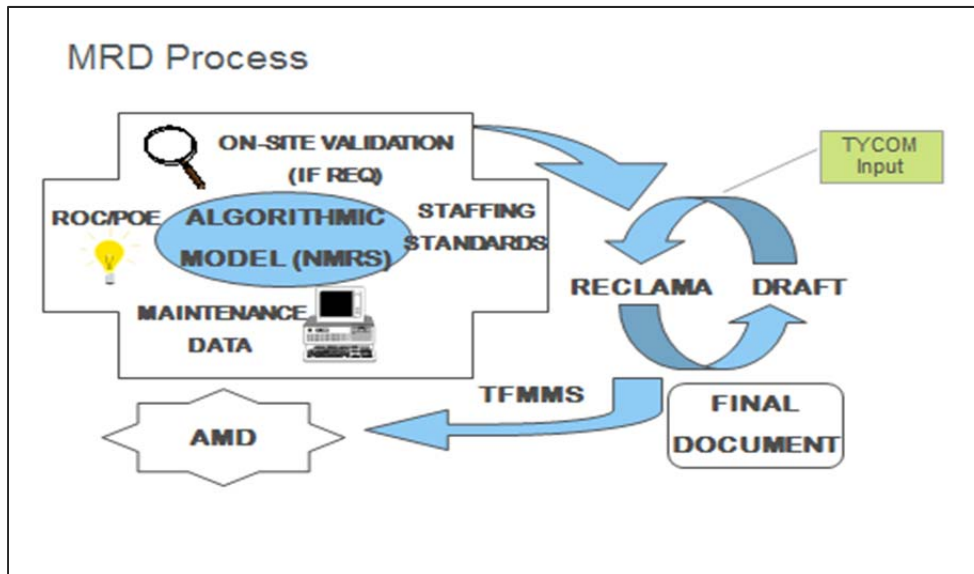 MRD Process
ON-SITE VALIDATION
(IF REQ)
TYCOM
Input
ROC/POE
ALGORITHMIC
MODEL (NMRS)
STAFFING
STANDARDS
MAINTENANCE
DATA
RECLAMA
DRAFT
TFMMS
FINAL
DOCUMENT
AMD